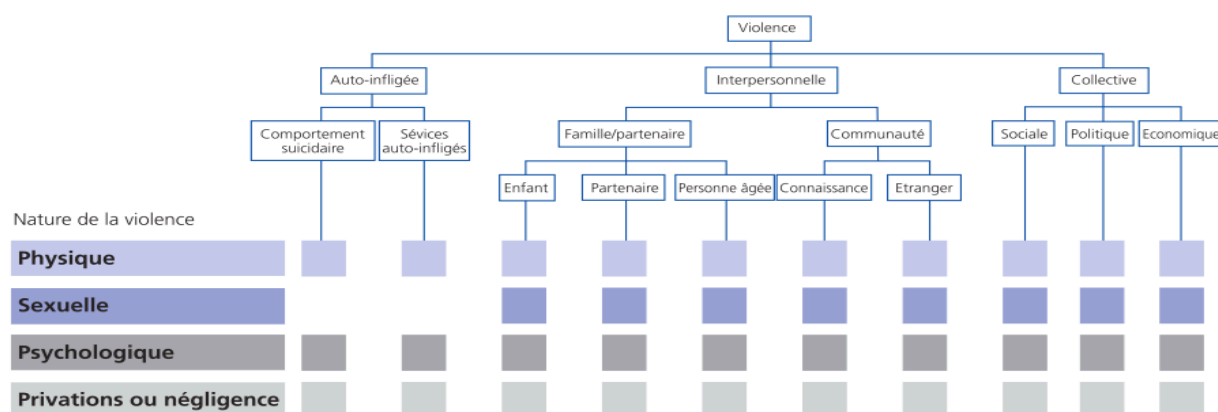 Violence
Auto-infligée
Interpersonnelle
Collective
Comportement
suicidaire
Sévices
auto-infligés
Famille/partenaire
Communauté
Sociale
Politique
Economique
Enfant
Partenaire
Personne âgée
Connaissance
Etranger
Nature de la violence
Physique
Sexuelle
Psychologique
Privations ou négligence